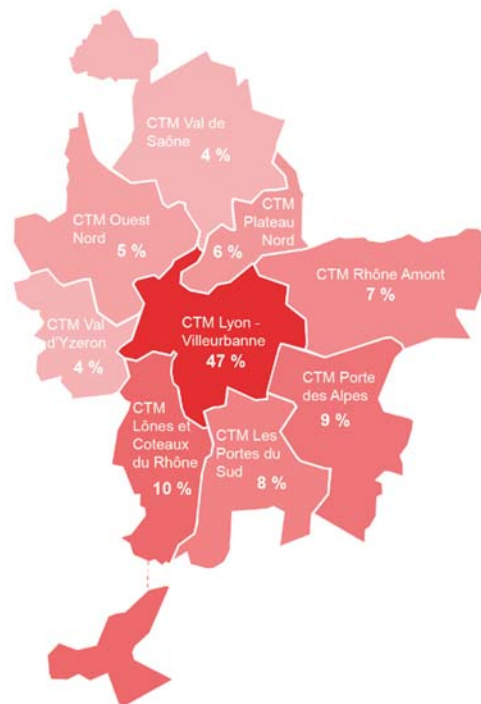 CTM Val de
Saône
4 %
CTM
Plateau
Nord
6 %
CTM Ouest
Nord
5 %
CTM Rhône Amont
7 %
CTM Lyon -
Villeurbanne
47 %
CTM Val
d'Yzeron
4 %
CTM Porte
des Alpes
9 %
CTM
Lônes et
Coteaux
du Rhône
10 %
CTM Les
Portes du
Sud
8 %